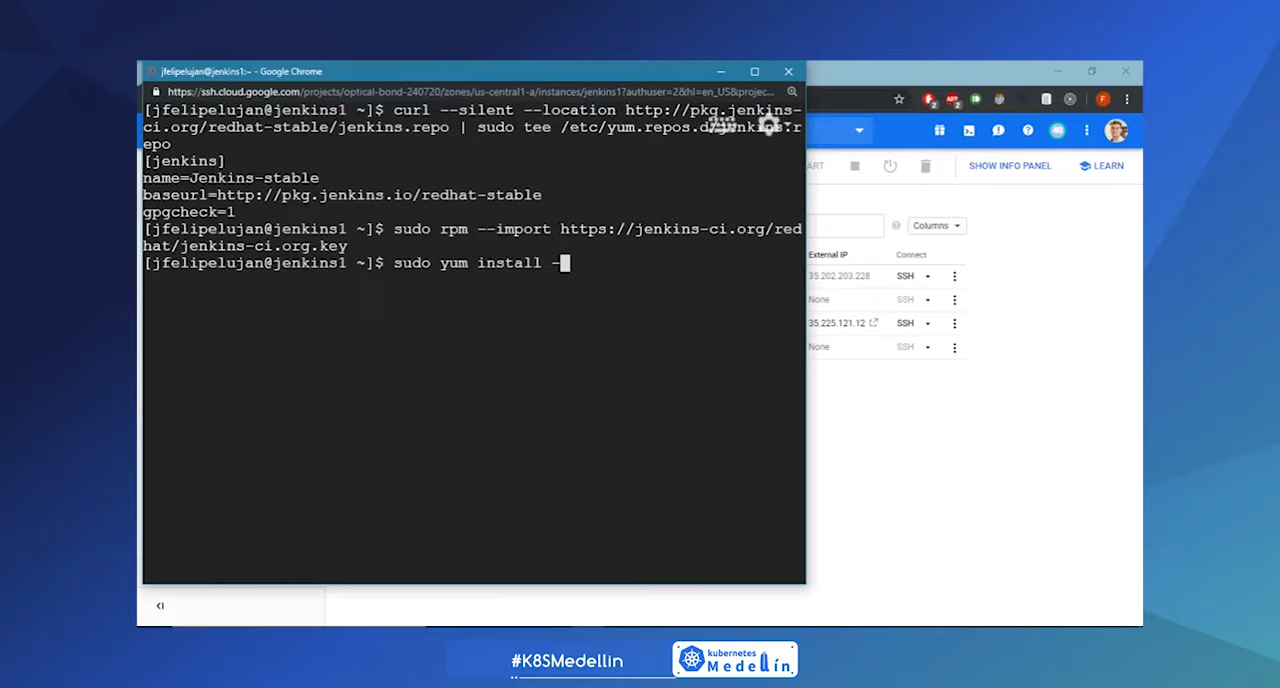 jfelipelujan@jenkins1:~ - Google Chrome
https://ssh.cloud.google.com/projects/optical-bond-240720/zones/us-central1-a/instances/jenkins1?authuser=2&hl=en_US&projec...
[jfelipelujan@jenkins1 ~]$ curl --silent --location http://pkg.jenkins-
ci.org/redhat-stable/jenkins.repo | sudo tee /etc/yum.repos.d/jenkins.r
epo
[jenkins]
name=Jenkins-stable
baseurl=http://pkg.jenkins.io/redhat-stable
gpgcheck=1
[jfelipelujan@jenkins1 ~]$ sudo rpm --import https://jenkins-ci.org/red
hat/jenkins-ci.org.key
[jfelipelujan@jenkins1 ~]$ sudo yum install -
ART
SHOW INFO PANEL
LEARN
Columns
External IP Connect
35.202.203.228 SSH
None SSH
35.225.121.12 SSH
None SSH
#K8SMedellin
kubernetes
Medellín